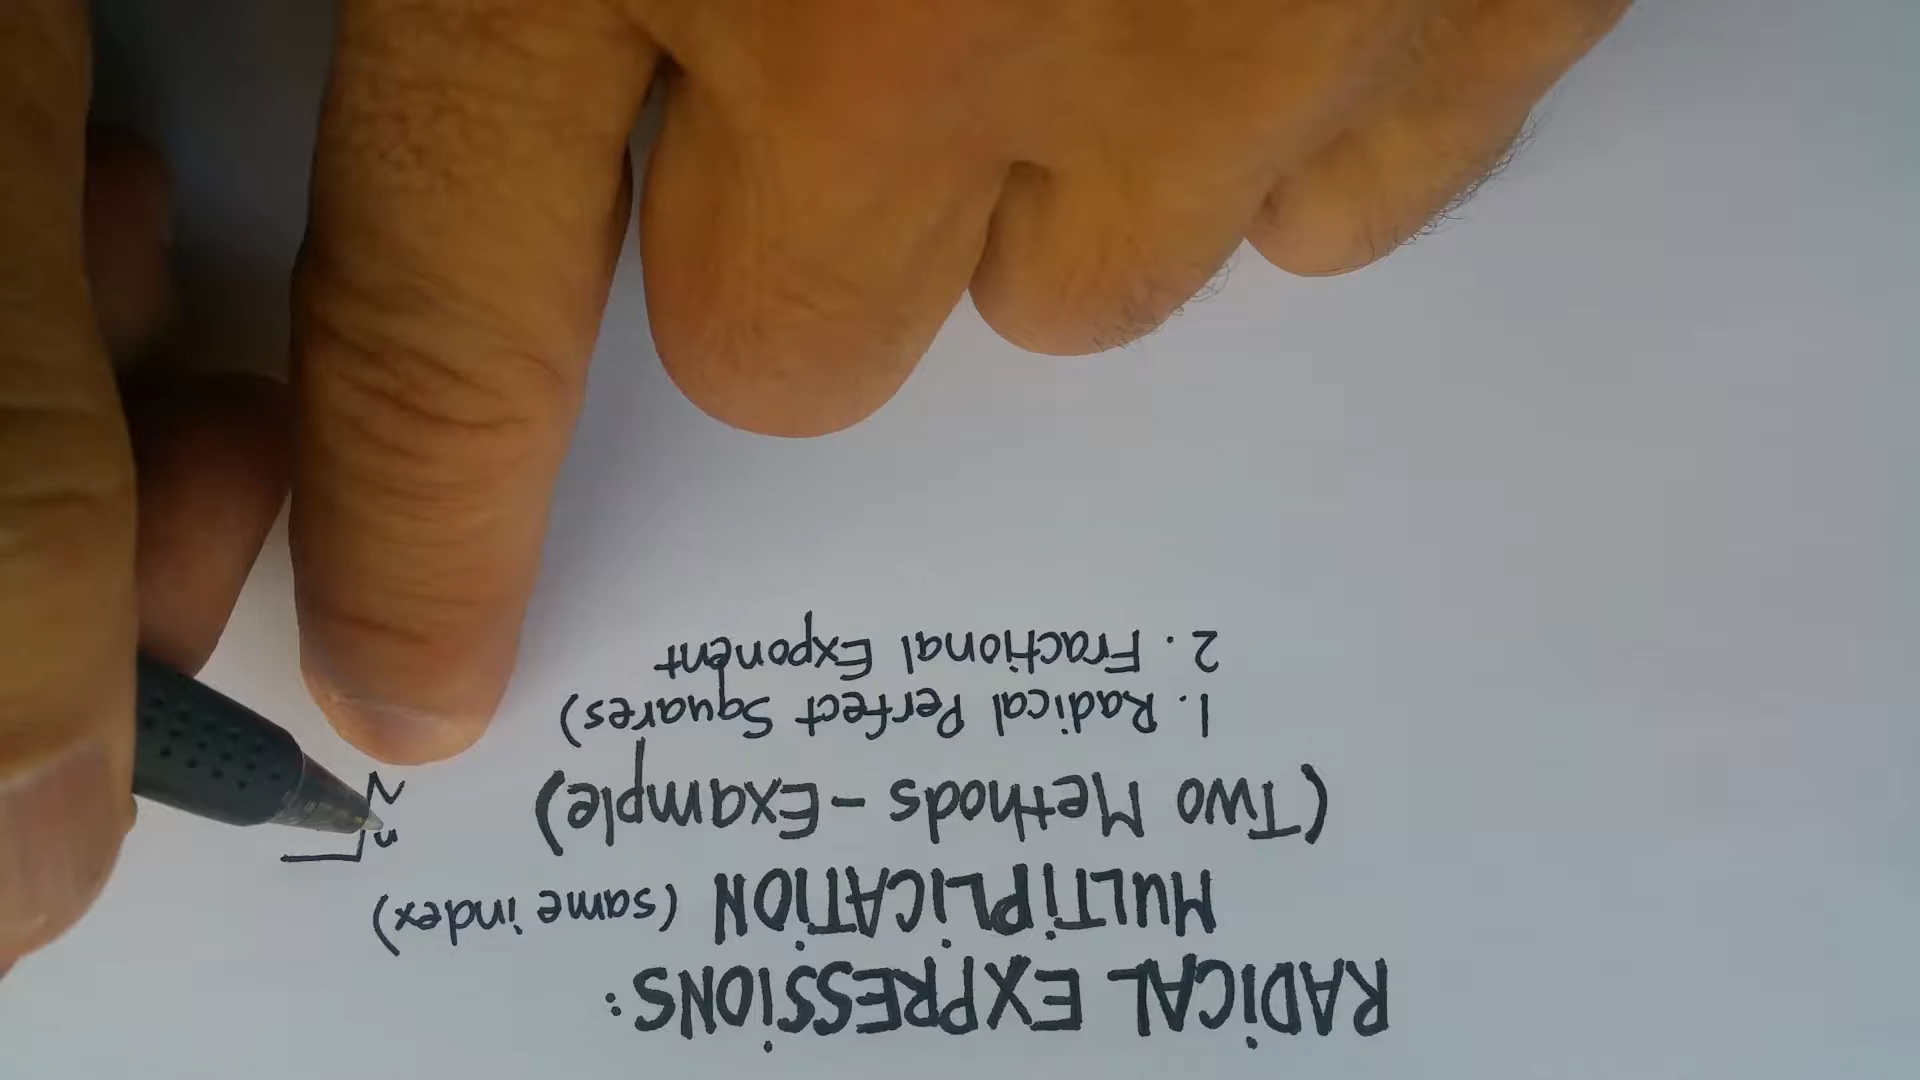 RADiCAL EXPRESSiONS:
MULTiPLiCATiON (same index)
(Two Methods - Example)
1. Radical Perfect Squares)
2. Fractional Exponent
n√